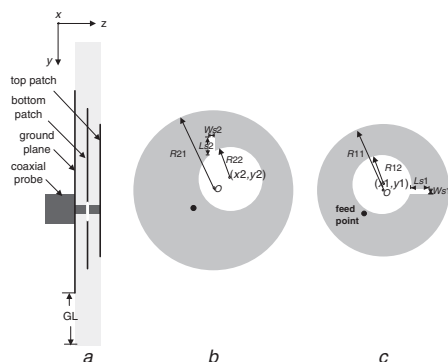 x
z
y
top patch
bottom
patch
ground
plane
coaxial
probe
GL
a
Ws2
Ls2
R21
R22
(x2, y2)
O
b
R11
R12
(x1,y1)
O
Ls1
Ws1
feed
point
c